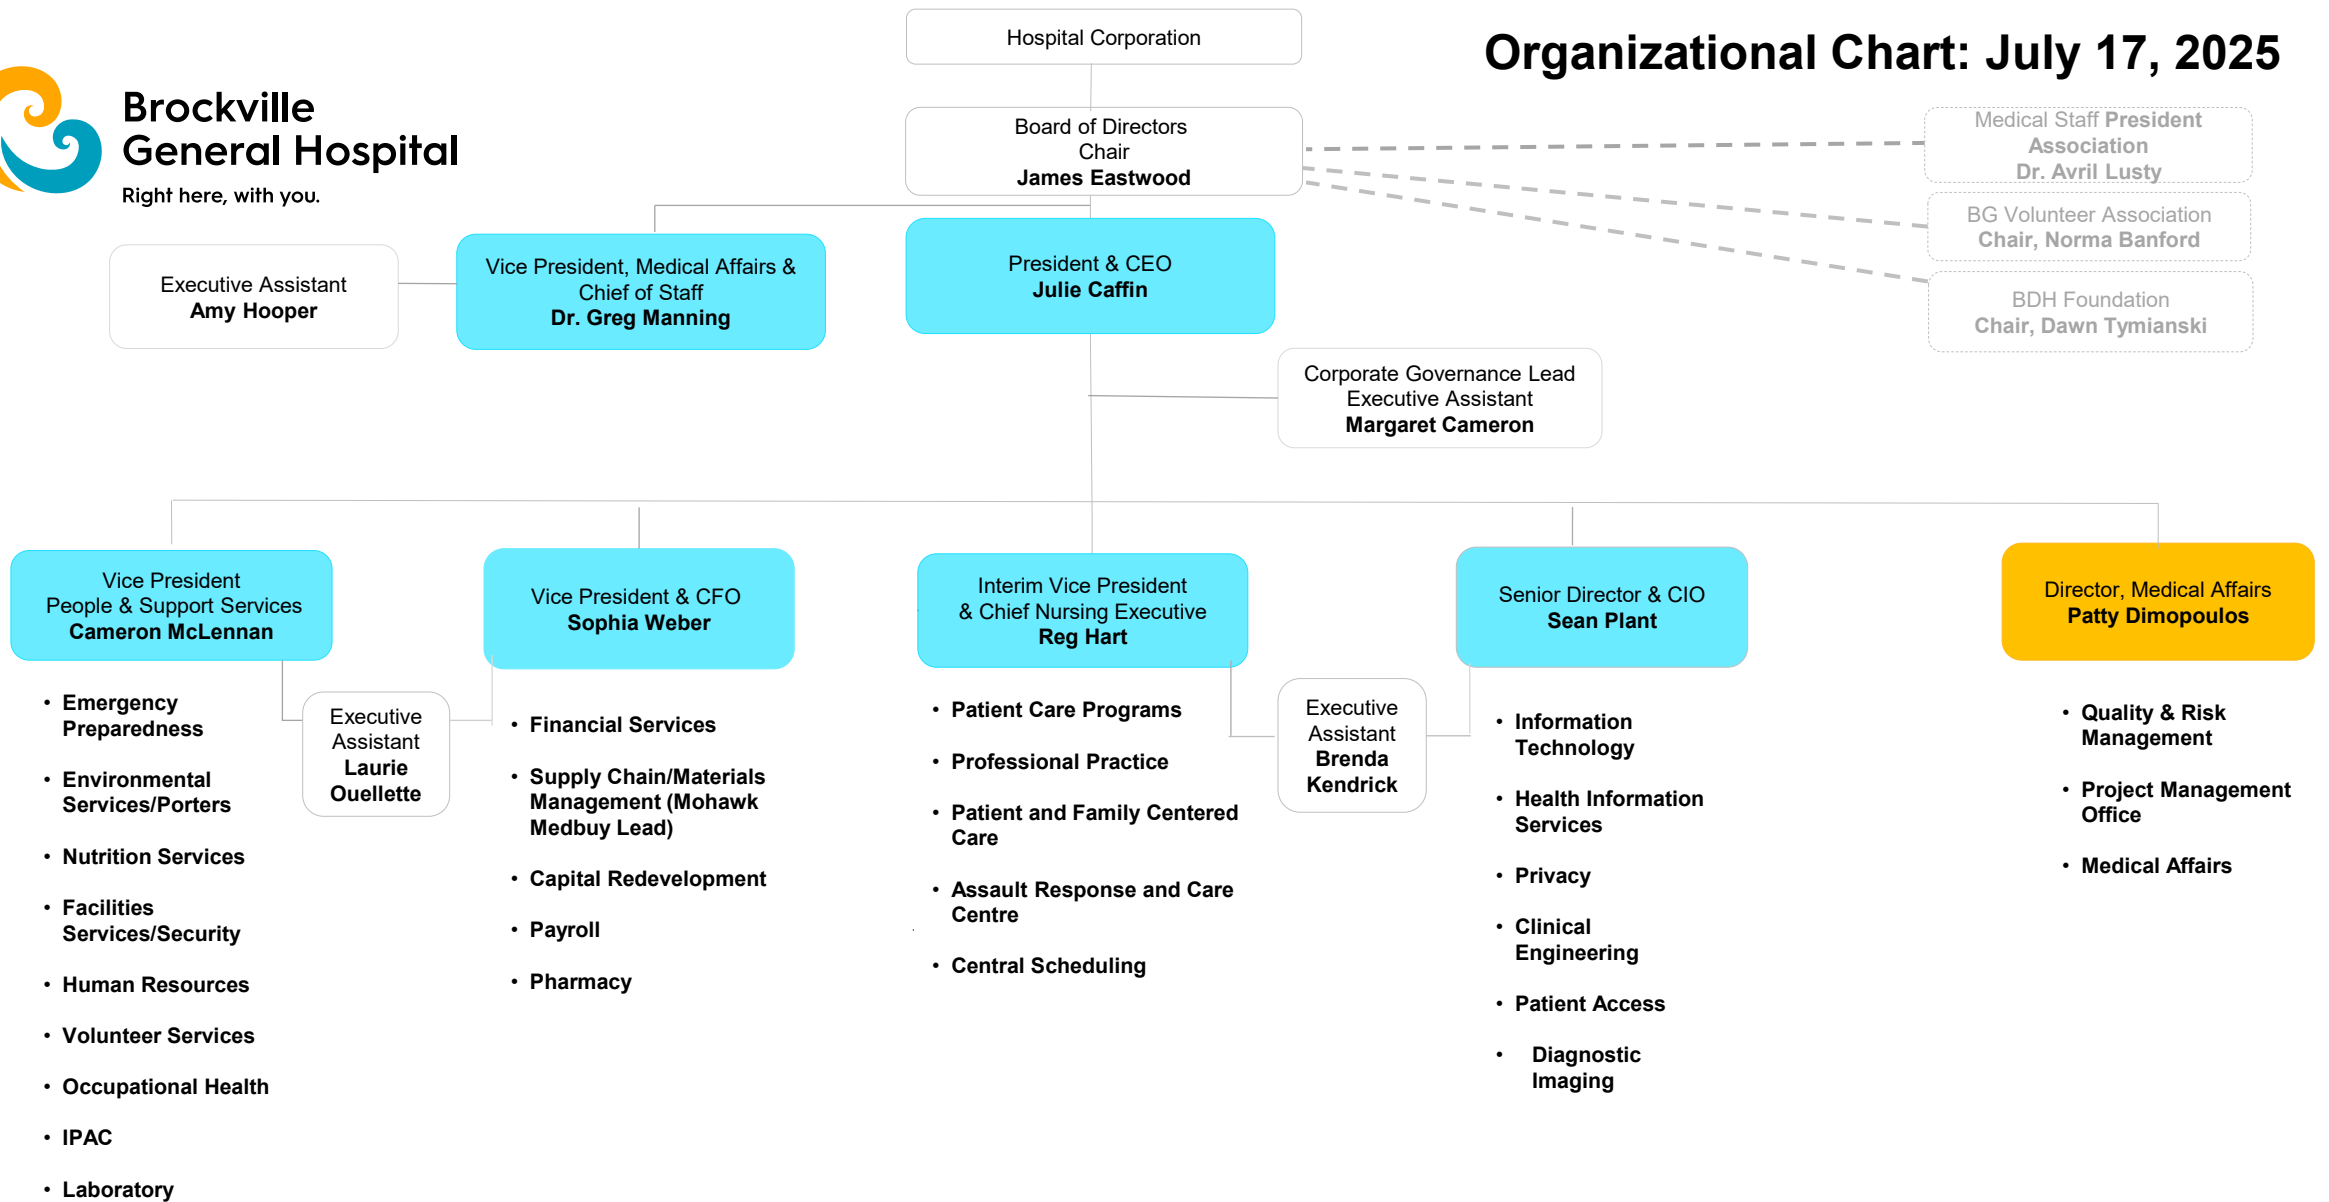 Hospital Corporation
Organizational Chart: July 17, 2025
Brockville
General Hospital
Right here, with you.
Board of Directors
Chair
James Eastwood
Medical Staff President
Association
Dr. Avril Lusty
BG Volunteer Association
Chair, Norma Banford
BDH Foundation
Chair, Dawn Tymianski
Executive Assistant
Amy Hooper
Vice President, Medical Affairs &
Chief of Staff
Dr. Greg Manning
President & CEO
Julie Caffin
Corporate Governance Lead
Executive Assistant
Margaret Cameron
Vice President
People & Support Services
Cameron McLennan
Vice President & CFO
Sophia Weber
Interim Vice President
& Chief Nursing Executive
Reg Hart
Senior Director & CIO
Sean Plant
Director, Medical Affairs
Patty Dimopoulos
• Emergency
Preparedness
• Environmental
Services/Porters
• Nutrition Services
• Facilities
Services/Security
• Human Resources
• Volunteer Services
• Occupational Health
• IPAC
• Laboratory
Executive
Assistant
Laurie
Ouellette
• Financial Services
• Supply Chain/Materials
Management (Mohawk
Medbuy Lead)
• Capital Redevelopment
• Payroll
• Pharmacy
• Patient Care Programs
• Professional Practice
• Patient and Family Centered
Care
• Assault Response and Care
Centre
• Central Scheduling
Executive
Assistant
Brenda
Kendrick
• Information
Technology
• Health Information
Services
• Privacy
• Clinical
Engineering
• Patient Access
• Diagnostic
Imaging
• Quality & Risk
Management
• Project Management
Office
• Medical Affairs